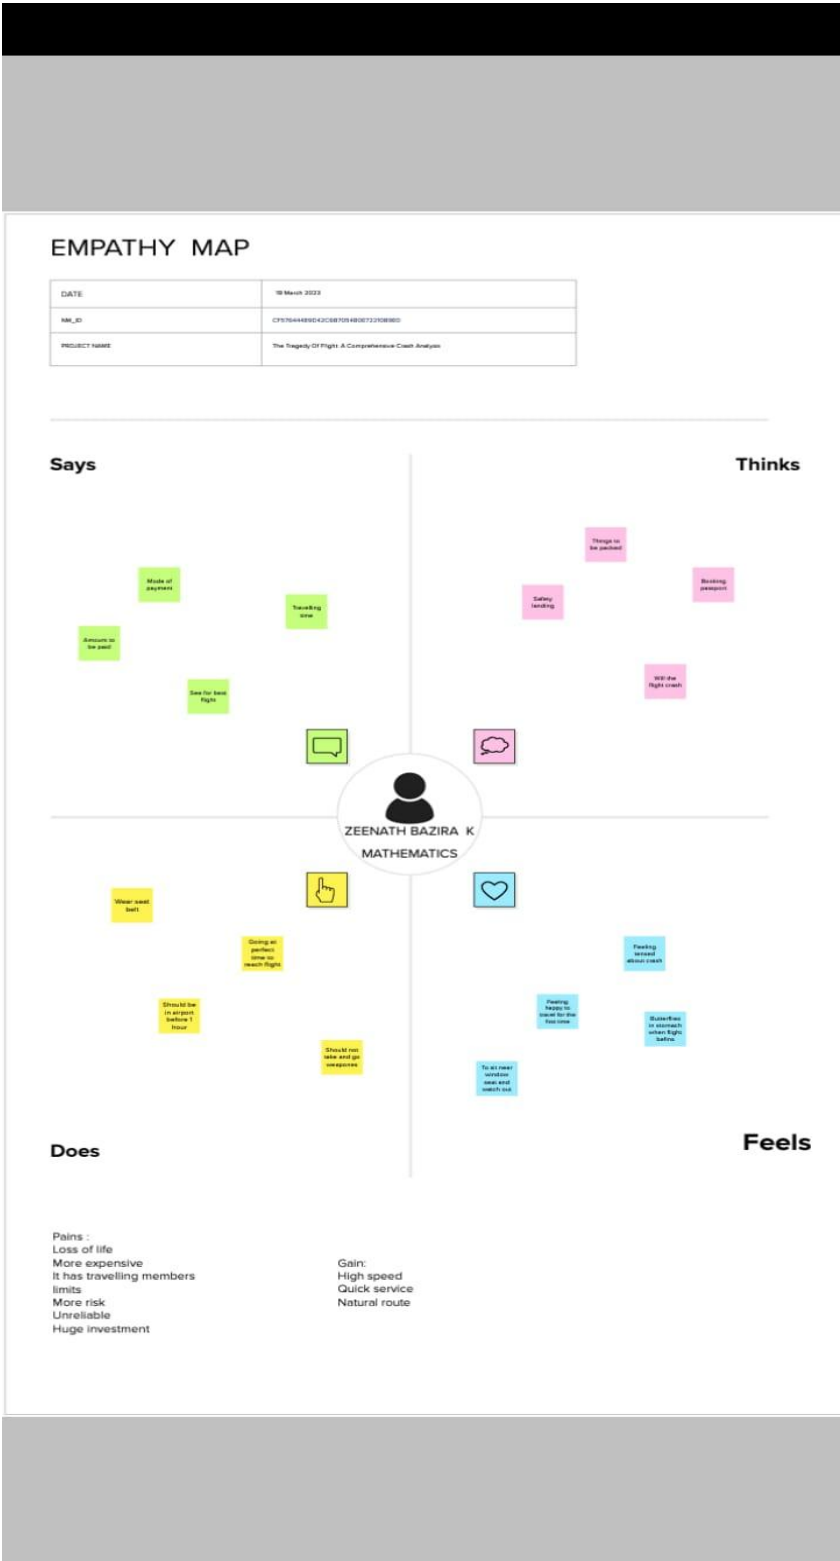 EMPATHY MAP
DATE
19 March 2023
NM_ID
PROJECT NAME
The Tragedy Of Flight: A Comprehensive Crash Analysis
Says
Thinks
Mode of
payment
Travelling
time
Amount to
be paid
See for best
flight
Things to
be packed
Safety
landing
Booking
passport
Will the
flight crash
ZEENATH BAZIRA K
MATHEMATICS
Wear seat
belt
Going at
perfect
time to
reach flight
Should be
in airport
before 1
hour
Should not
take and go
weapones
Feeling
tensed
about crash
Feeling
happy to
travel for the
first time
Butterflies
in stomach
when flight
To sit near
window
seat and
watch out
Does
Feels
Pains :
Loss of life
More expensive
It has travelling members
limits
More risk
Unreliable
Huge investment
Gain:
High speed
Quick service
Natural route